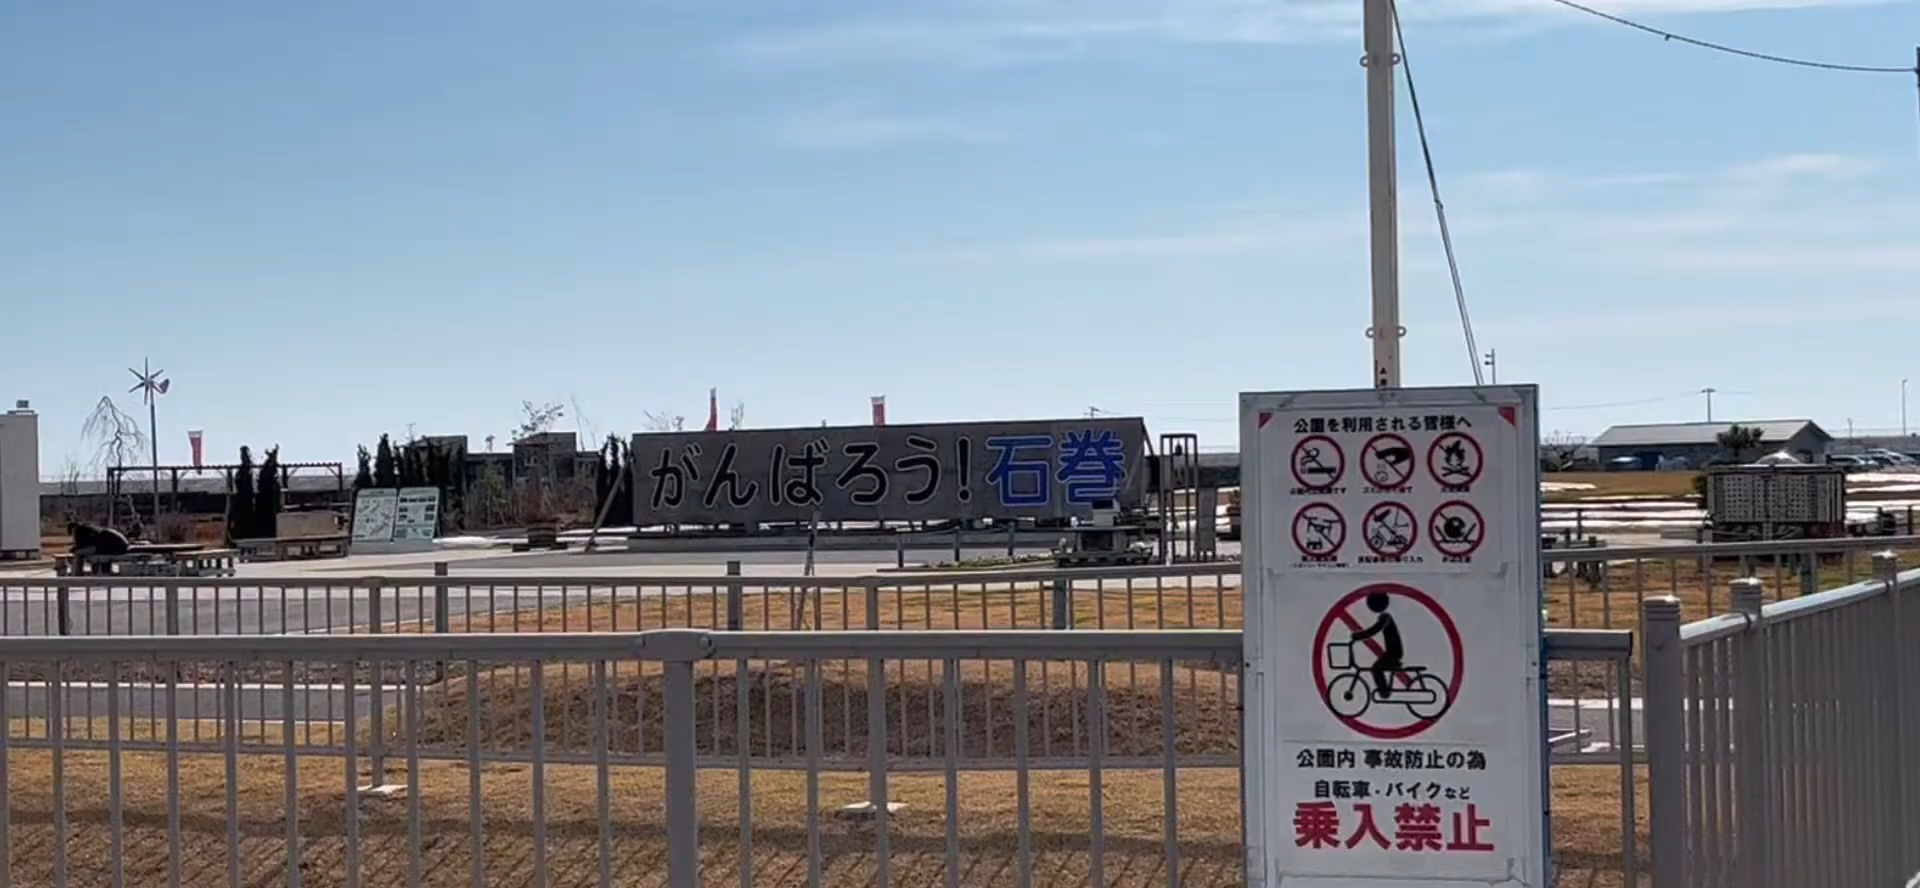 がんばろう！石巻
公園を利用される皆様へ
公園内 事故防止の為
自転車・バイクなど
乗入禁止